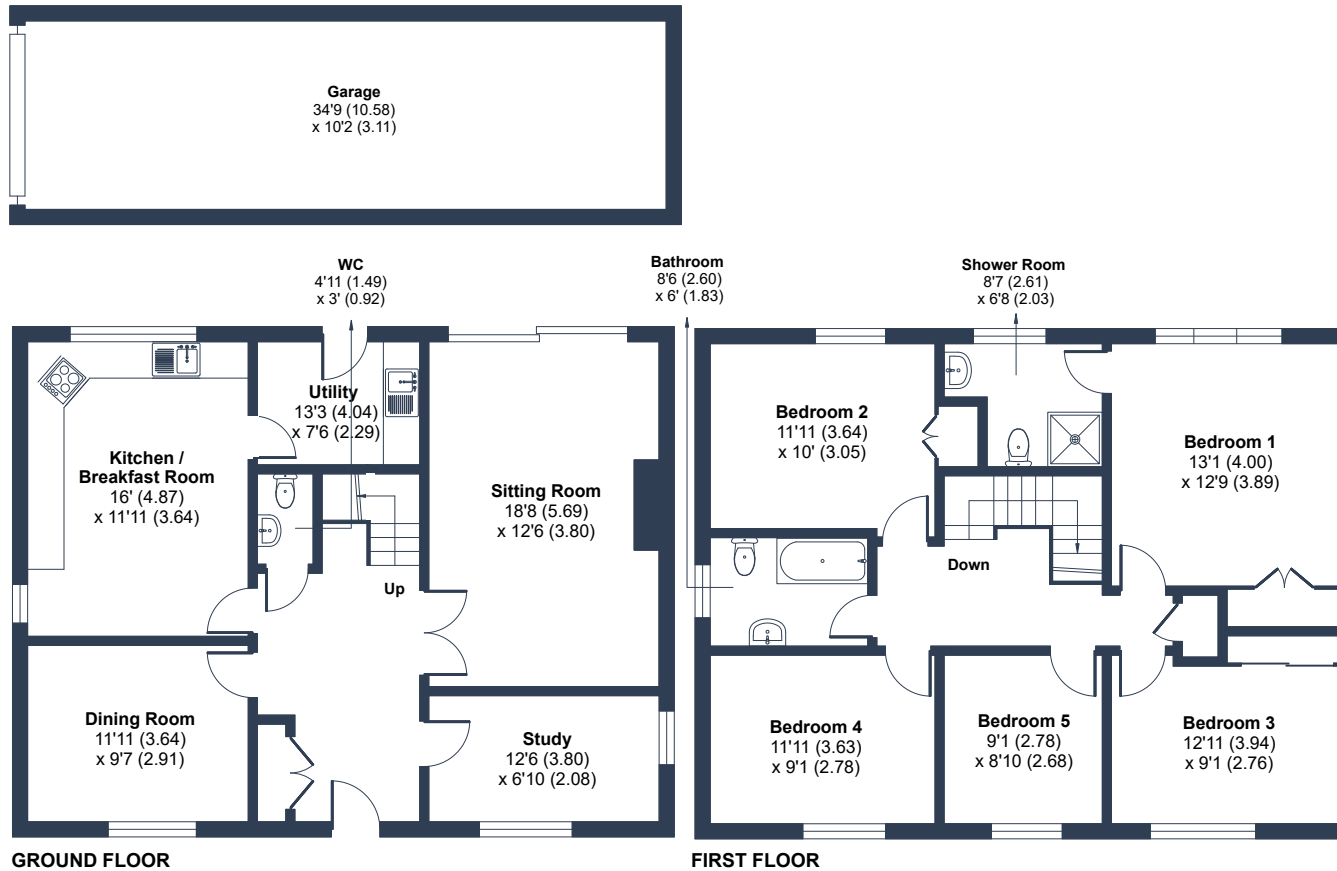 Garage
34'9 (10.58)
x 10'2 (3.11)
WC
4'11 (1.49)
x 3' (0.92)
Bathroom
8'6 (2.60)
x 6' (1.83)
Shower Room
8'7 (2.61)
x 6'8 (2.03)
Utility
13'3 (4.04)
x 7'6 (2.29)
Kitchen /
Breakfast Room
16' (4.87)
x 11'11 (3.64)
Sitting Room
18'8 (5.69)
x 12'6 (3.80)
Up
Dining Room
11'11 (3.64)
x 9'7 (2.91)
Study
12'6 (3.80)
x 6'10 (2.08)
GROUND FLOOR
Bedroom 2
11'11 (3.64)
x 10' (3.05)
Bedroom 1
13'1 (4.00)
x 12'9 (3.89)
Down
Bedroom 4
11'11 (3.63)
x 9'1 (2.78)
Bedroom 5
9'1 (2.78)
x 8'10 (2.68)
Bedroom 3
12'11 (3.94)
x 9'1 (2.76)
FIRST FLOOR